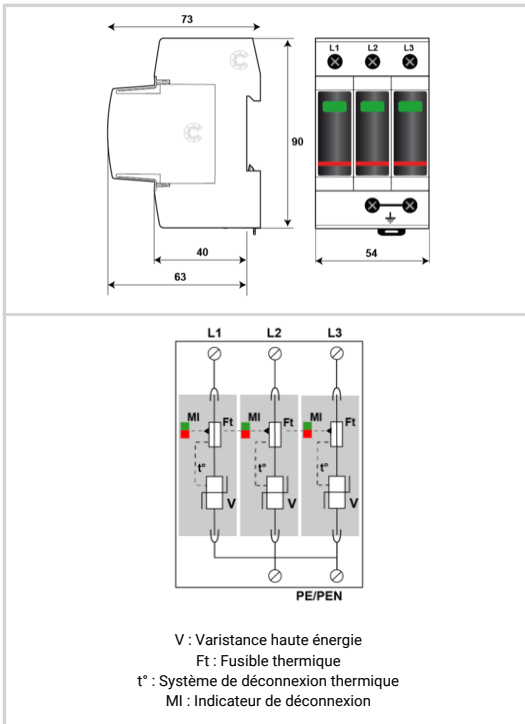 73
L1 L2 L3
90
40
63
54
L1 L2 L3
MI Ft MI Ft MI Ft
t° t° t°
V V V
PE/PEN
V : Varistance haute énergie
Ft : Fusible thermique
t° : Système de déconnexion thermique
MI : Indicateur de déconnexion